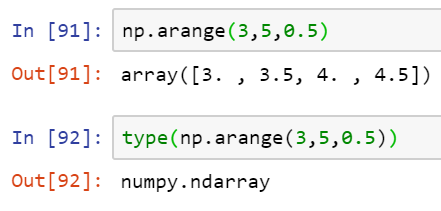 In [91]: np.arange(3,5,0.5)
Out[91]: array([3. , 3.5, 4. , 4.5])
In [92]: type(np.arange(3,5,0.5))
Out[92]: numpy.ndarray